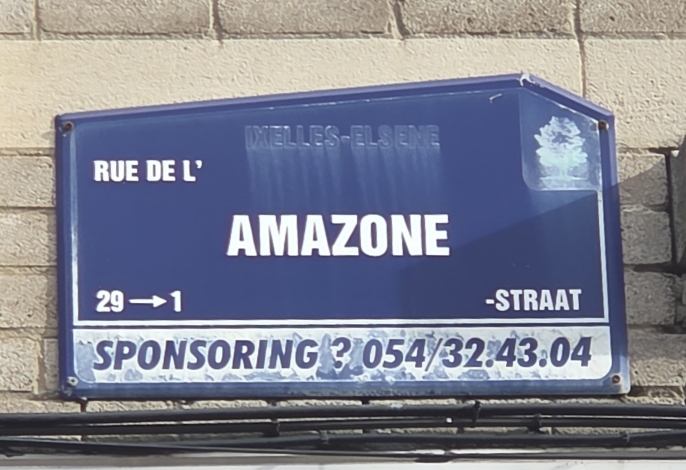 IXELLES-ELSENE
RUE DE L'
AMAZONE
29 → 1
-STRAAT
SPONSORING ? 054/32.43.04